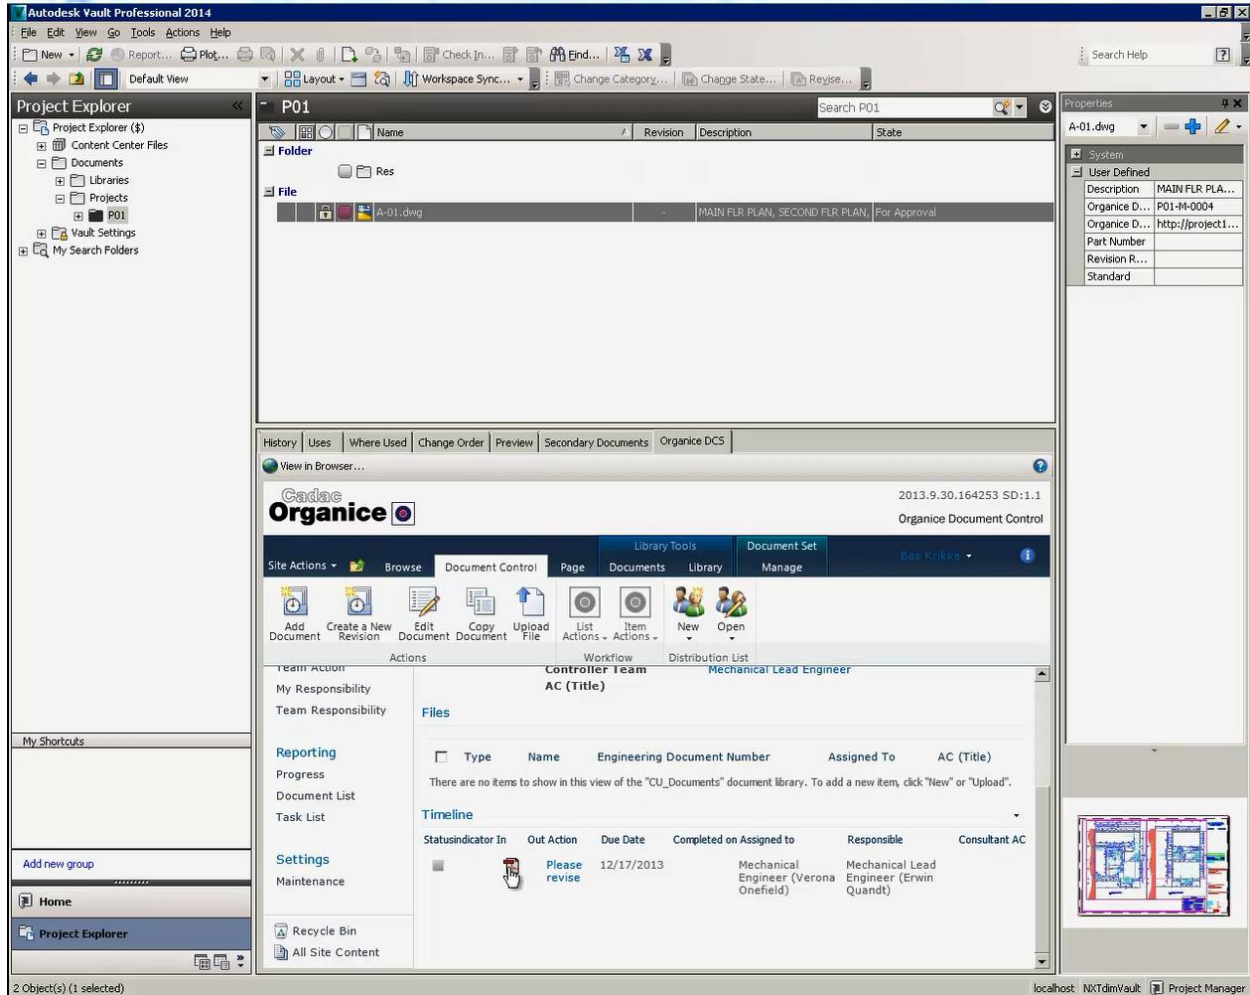 Autodesk Vault Professional 2014
File Edit View Go Tools Actions Help
New Report... Plot... Check In... Find... Search Help
Default View Layout Workspace Sync... Change Category... Change State... Revise...
Project Explorer
Project Explorer ($)
Content Center Files
Documents
Libraries
Projects
P01
Vault Settings
My Search Folders
My Shortcuts
Add new group
Home
Project Explorer
P01 Search P01
Name Revision Description State
Folder
Res
File
A-01.dwg - MAIN FLR PLAN, SECOND FLR PLAN, For Approval
History Uses Where Used Change Order Preview Secondary Documents Organice DCS
View in Browser...
Cadac
Organice
2013.9.30.164253 SD:1.1
Organice Document Control
Library Tools Document Set
Site Actions Browse Document Control Page Documents Library Manage Bas Krikke
Add Document
Create a New Revision
Edit Document
Copy Document
Upload File
List Actions
Item Actions
New
Open
Actions Workflow Distribution List
Team Action
My Responsibility
Team Responsibility
Reporting
Progress
Document List
Task List
Settings
Maintenance
Recycle Bin
All Site Content
Controller Team Mechanical Lead Engineer
AC (Title)
Files
Type Name Engineering Document Number Assigned To AC (Title)
There are no items to show in this view of the "CU_Documents" document library. To add a new item, click "New" or "Upload".
Timeline
Statusindicator In Out Action Due Date Completed on Assigned to Responsible Consultant AC
Please revise 12/17/2013 Mechanical Engineer (Verona Onefield) Mechanical Lead Engineer (Erwin Quandt)
Properties
A-01.dwg
System
User Defined
Description MAIN FLR PLA...
Organice D... P01-M-0004
Organice D... http://project1...
Part Number
Revision R...
Standard
2 Object(s) (1 selected) localhost NXTdimVault Project Manager